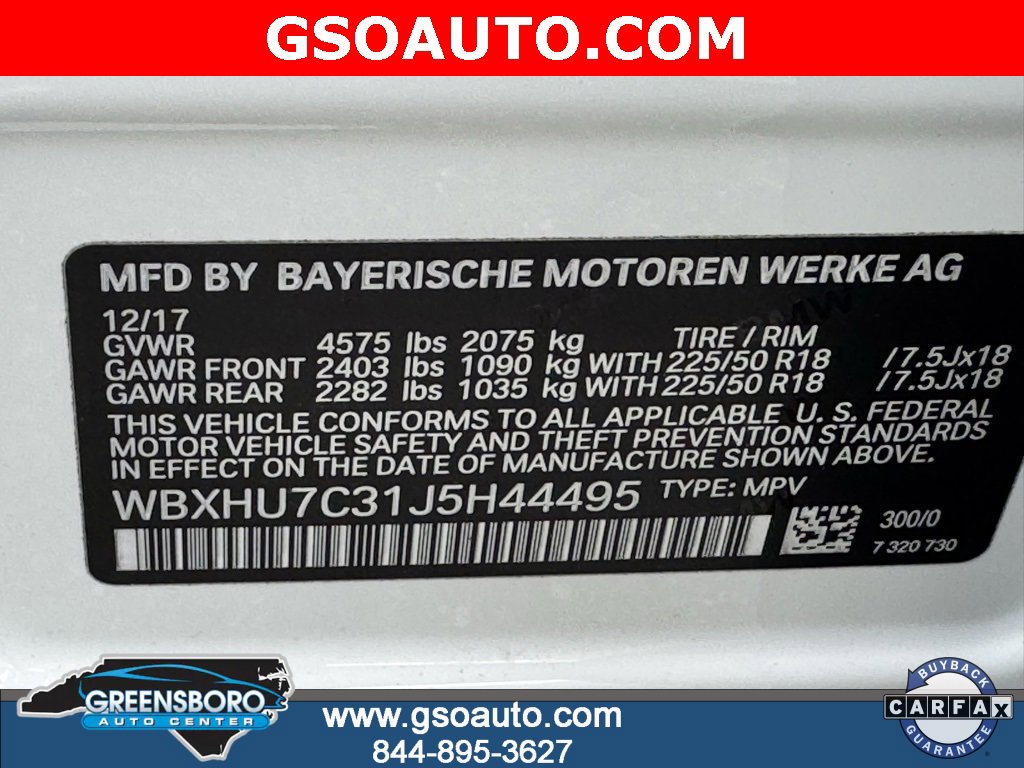 GSOAUTO.COM
MFD BY BAYERISCHE MOTOREN WERKE AG
12/17
GVWR 4575 lbs 2075 kg TIRE / RIM
GAWR FRONT 2403 lbs 1090 kg WITH 225/50 R18 / 7.5Jx18
GAWR REAR 2282 lbs 1035 kg WITH 225/50 R18 / 7.5Jx18
THIS VEHICLE CONFORMS TO ALL APPLICABLE U. S. FEDERAL
MOTOR VEHICLE SAFETY AND THEFT PREVENTION STANDARDS
IN EFFECT ON THE DATE OF MANUFACTURE SHOWN ABOVE.
WBXHU7C31J5H44495 TYPE: MPV
300/0
7 320 730
GREENSBORO
AUTO CENTER
www.gsoauto.com
844-895-3627
BUYBACK
CARFAX
GUARANTEE